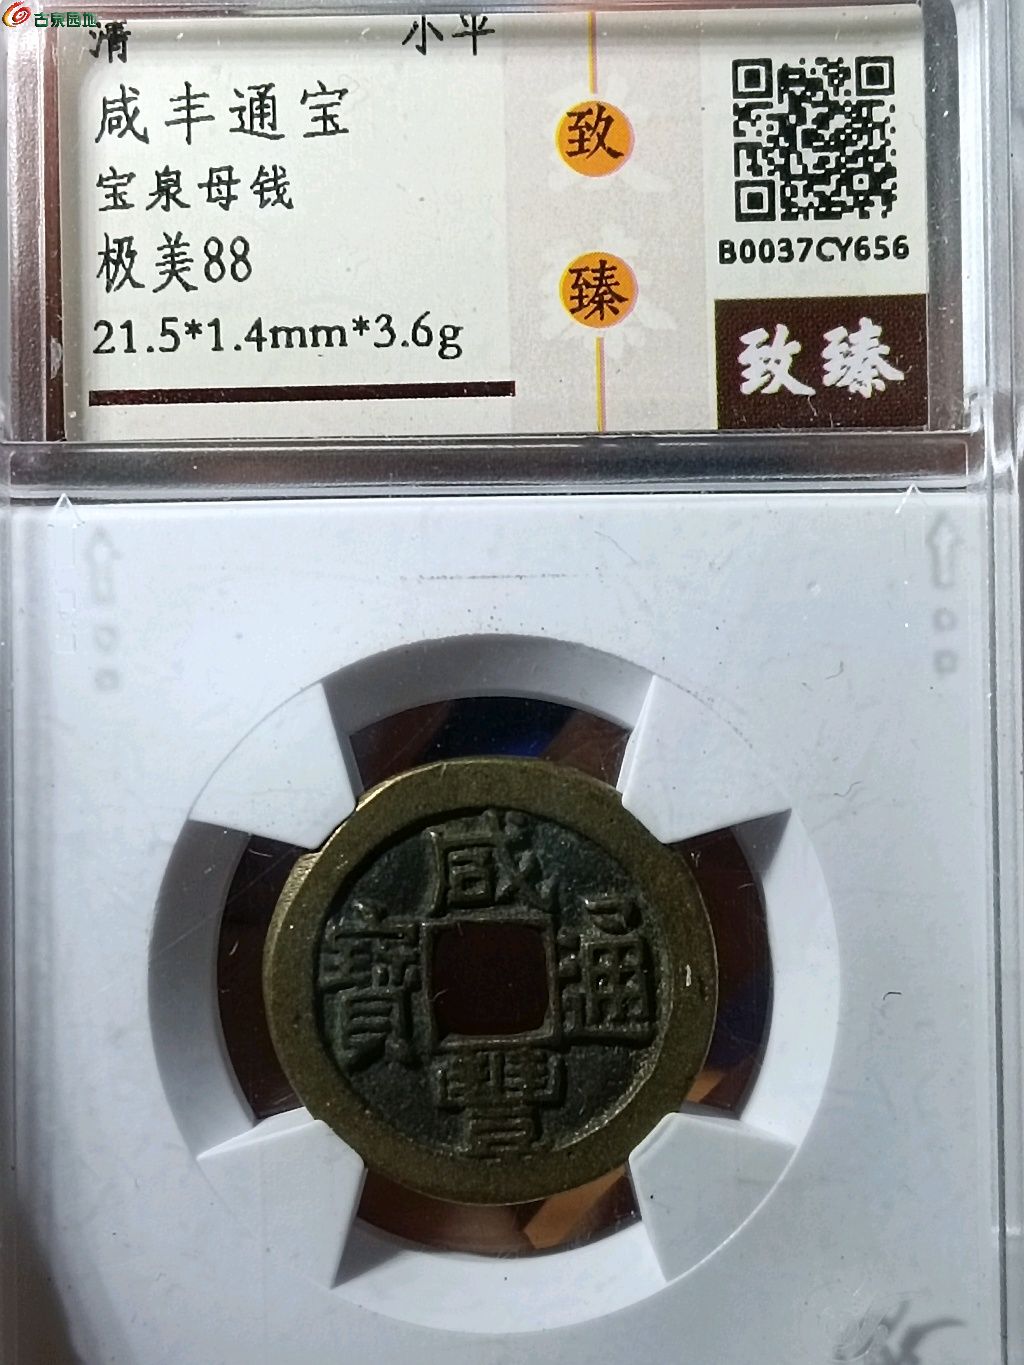 古泉园地
清 小平
咸丰通宝
宝泉母钱
极美88
21.5*1.4mm*3.6g
致
臻
B0037CY656
致臻
咸
寶 通
豐